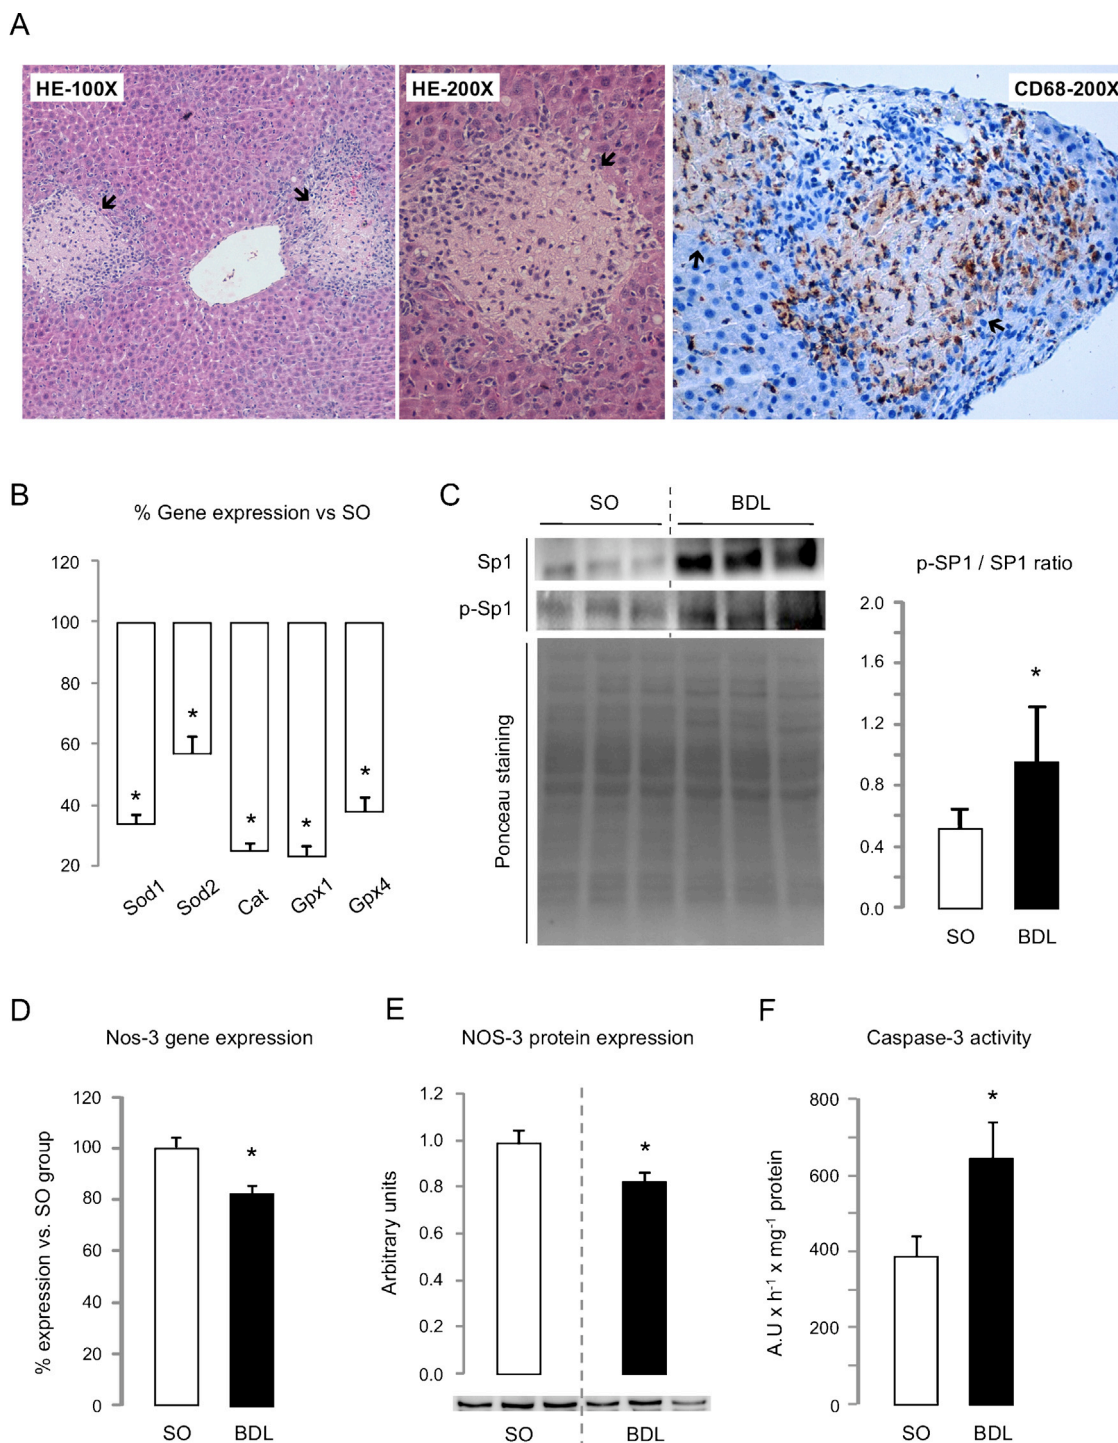 A
HE-100X
HE-200X
CD68-200X
B
% Gene expression vs SO
120
100
80
60
40
20
*
*
*
*
*
Sod1
Sod2
Cat
Gpx1
Gpx4
C
SO
BDL
Sp1
p-Sp1
Ponceau staining
p-SP1 / SP1 ratio
2.0
1.6
1.2
0.8
0.4
0.0
*
SO
BDL
D
Nos-3 gene expression
% expression vs. SO group
120
100
80
60
40
20
0
*
SO
BDL
E
NOS-3 protein expression
Arbitrary units
1.2
1.0
0.8
0.6
0.4
0.2
0.0
*
SO
BDL
F
Caspase-3 activity
A.U x h⁻¹ x mg⁻¹ protein
800
600
400
200
0
*
SO
BDL